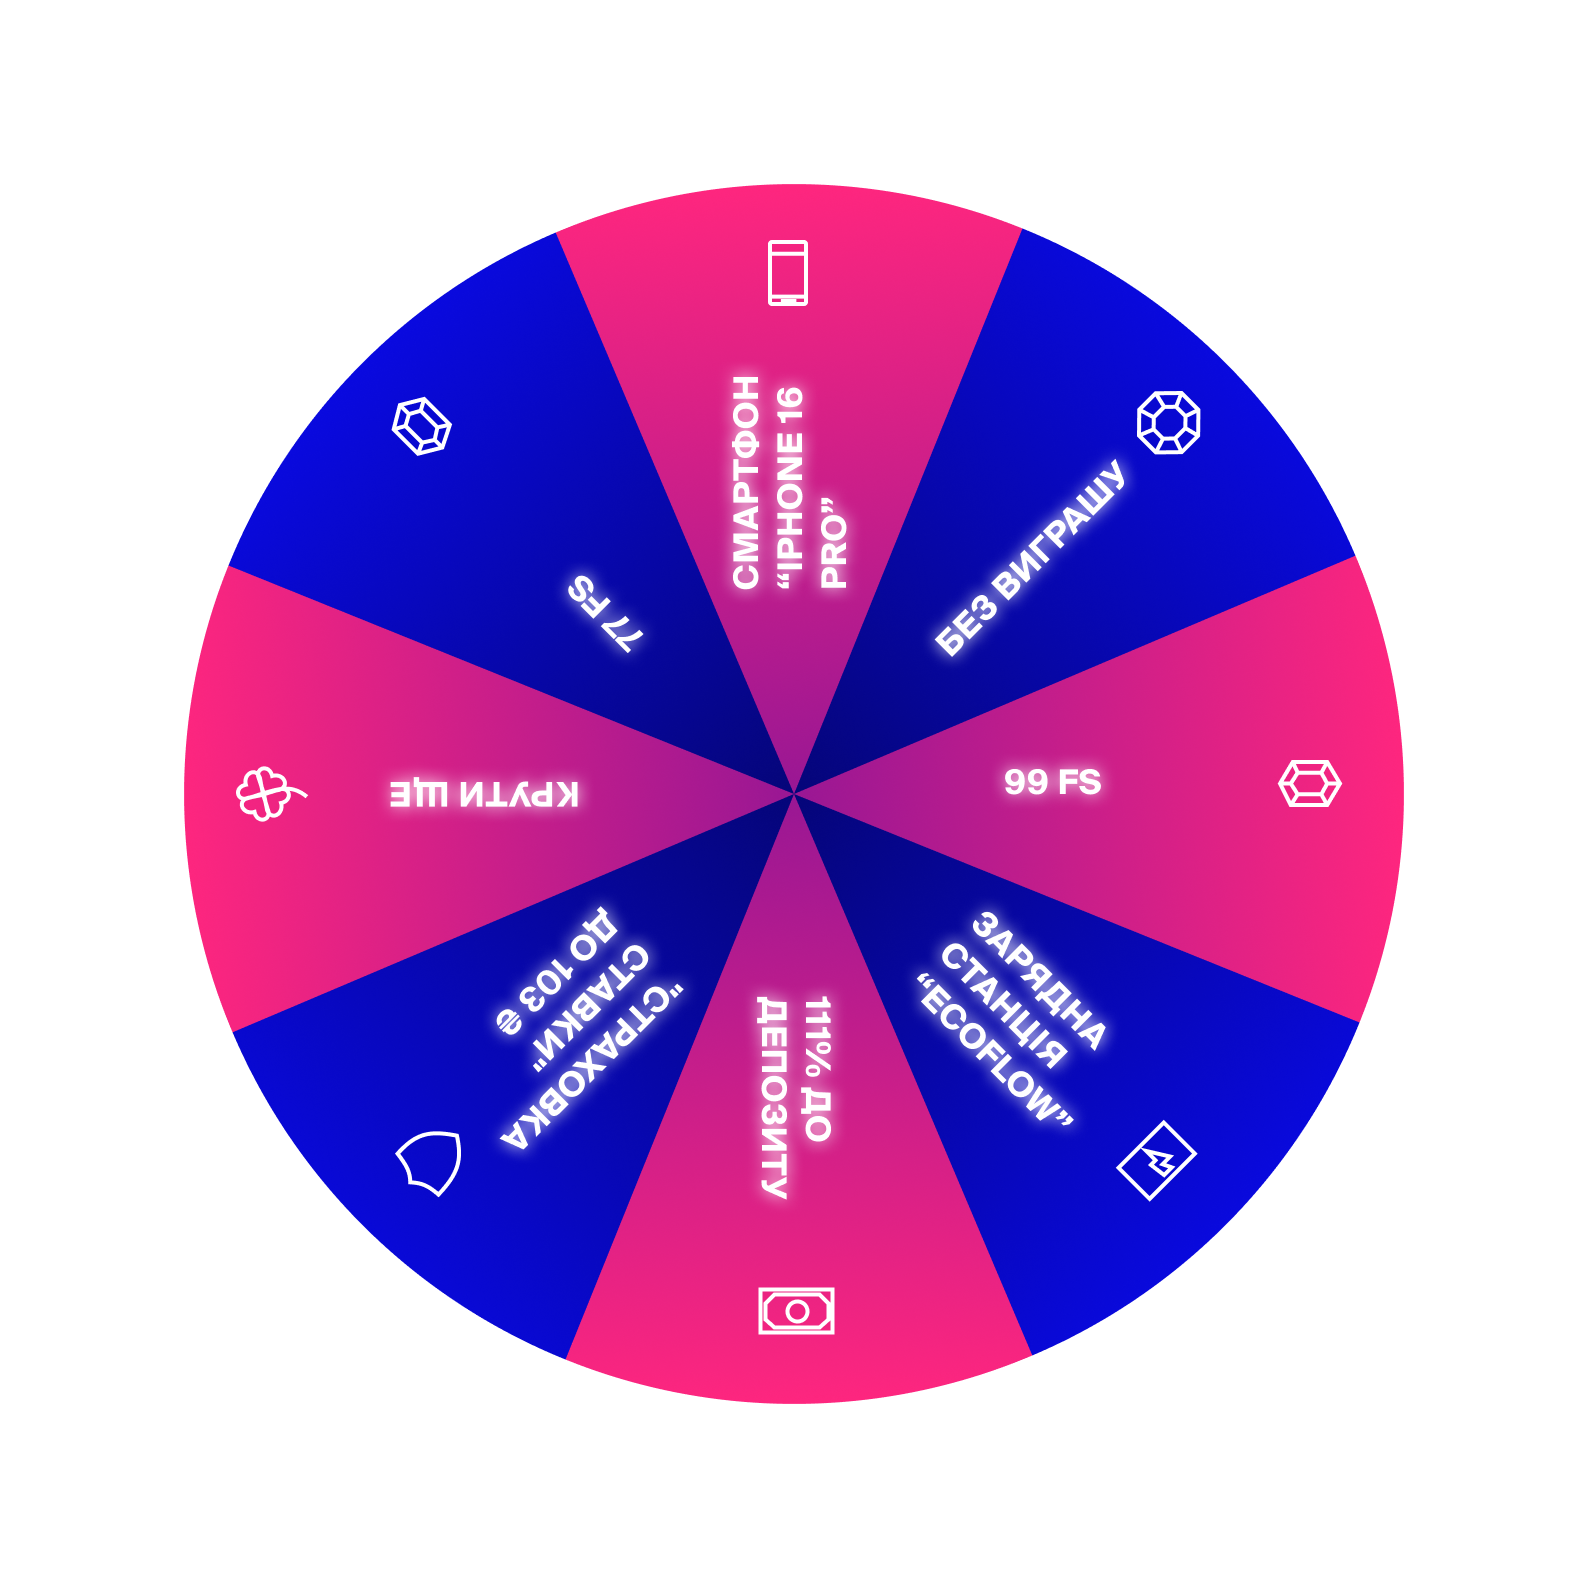 СМАРТФОН
“IPHONE 16
PRO”
БЕЗ ВИГРАШУ
99 FS
ЗАРЯДНА
СТАНЦІЯ
“ECOFLOW”
111% ДО
ДЕПОЗИТУ
"СТРАХОВКА
СТАВКИ"
ДО 103 ₴
КРУТИ ЩЕ
77 FS